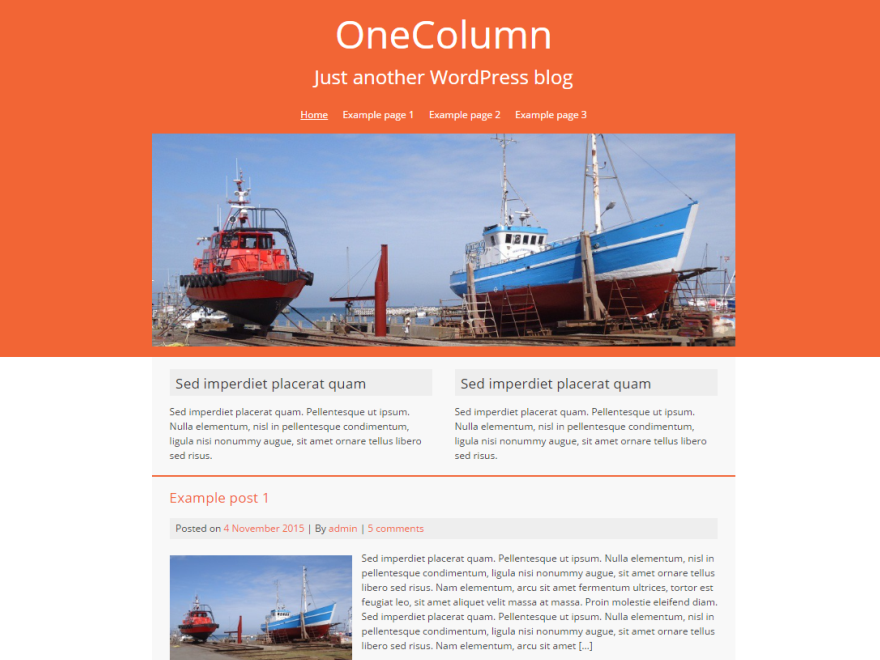 OneColumn
Just another WordPress blog
Home Example page 1 Example page 2 Example page 3
Sed imperdiet placerat quam
Sed imperdiet placerat quam. Pellentesque ut ipsum.
Nulla elementum, nisl in pellentesque condimentum,
ligula nisi nonummy augue, sit amet ornare tellus libero
sed risus.
Sed imperdiet placerat quam
Sed imperdiet placerat quam. Pellentesque ut ipsum.
Nulla elementum, nisl in pellentesque condimentum,
ligula nisi nonummy augue, sit amet ornare tellus libero
sed risus.
Example post 1
Posted on 4 November 2015 | By admin | 5 comments
Sed imperdiet placerat quam. Pellentesque ut ipsum. Nulla elementum, nisl in
pellentesque condimentum, ligula nisi nonummy augue, sit amet ornare tellus
libero sed risus. Nam elementum, arcu sit amet fermentum ultrices, tortor est
feugiat leo, sit amet aliquet velit massa at massa. Proin molestie eleifend diam.
Sed imperdiet placerat quam. Pellentesque ut ipsum. Nulla elementum, nisl in
pellentesque condimentum, ligula nisi nonummy augue, sit amet ornare tellus
libero sed risus. Nam elementum, arcu sit amet [...]